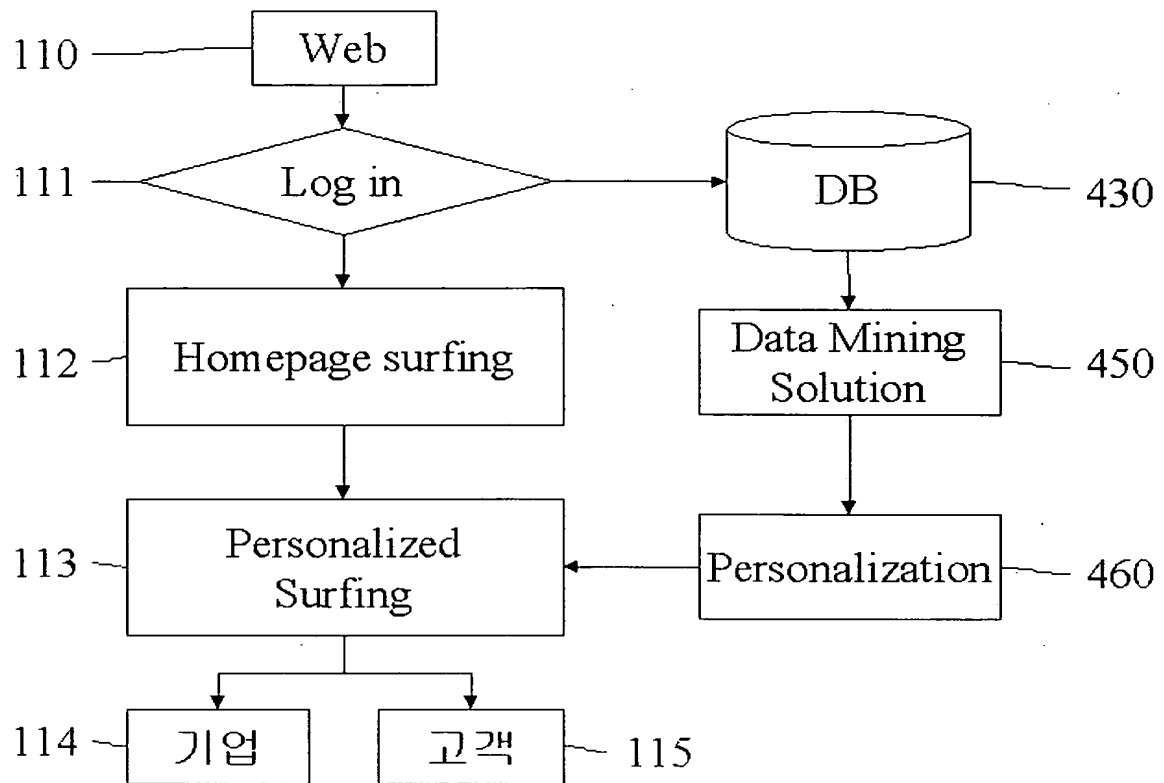 110
Web
111
Log in
DB
430
112
Homepage surfing
Data Mining
Solution
450
113
Personalized
Surfing
Personalization
460
114
기업
고객
115